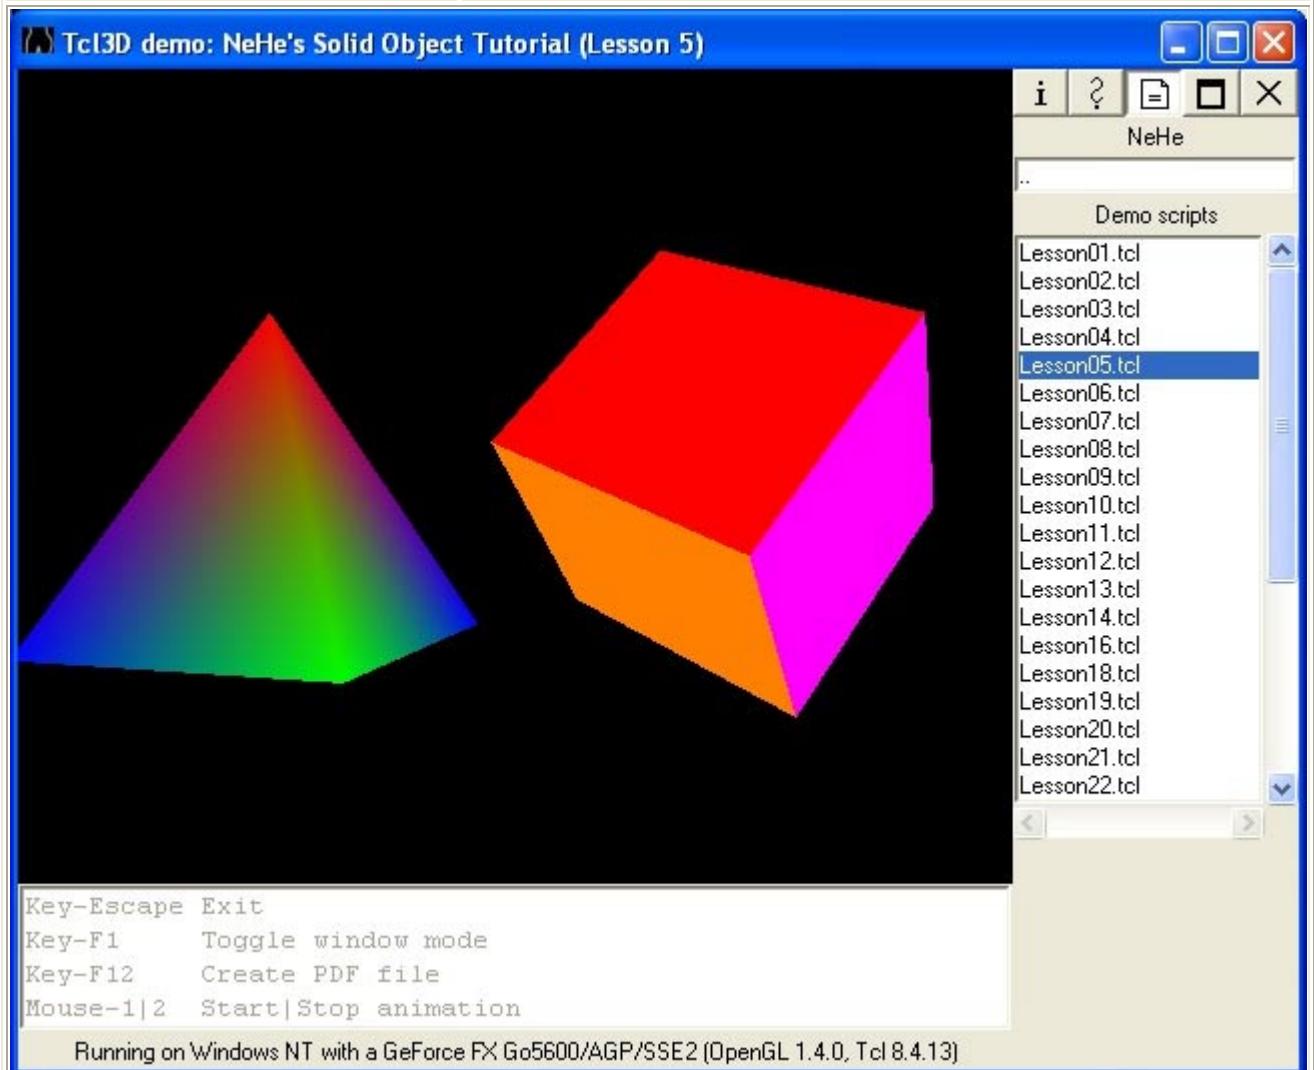 Tcl3D demo: NeHe's Solid Object Tutorial (Lesson 5)
i ?
NeHe
..
Demo scripts
Lesson01.tcl
Lesson02.tcl
Lesson03.tcl
Lesson04.tcl
Lesson05.tcl
Lesson06.tcl
Lesson07.tcl
Lesson08.tcl
Lesson09.tcl
Lesson10.tcl
Lesson11.tcl
Lesson12.tcl
Lesson13.tcl
Lesson14.tcl
Lesson16.tcl
Lesson18.tcl
Lesson19.tcl
Lesson20.tcl
Lesson21.tcl
Lesson22.tcl
Key-Escape Exit
Key-F1 Toggle window mode
Key-F12 Create PDF file
Mouse-1|2 Start|Stop animation
Running on Windows NT with a GeForce FX Go5600/AGP/SSE2 (OpenGL 1.4.0, Tcl 8.4.13)